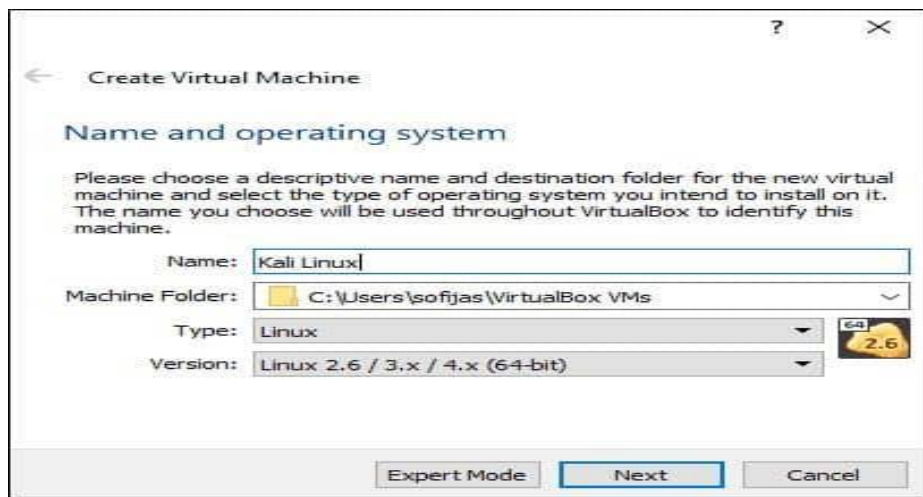 ?
Create Virtual Machine
Name and operating system
Please choose a descriptive name and destination folder for the new virtual
machine and select the type of operating system you intend to install on it.
The name you choose will be used throughout VirtualBox to identify this
machine.
Name: Kali Linux
Machine Folder: C:\Users\sofijas\VirtualBox VMs
Type: Linux
64
2.6
Version: Linux 2.6 / 3.x / 4.x (64-bit)
Expert Mode Next Cancel